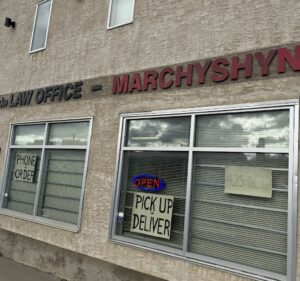 LAW OFFICE - MARCHYSHYN
PHONE
ORDER
OPEN
PICK UP
DELIVER